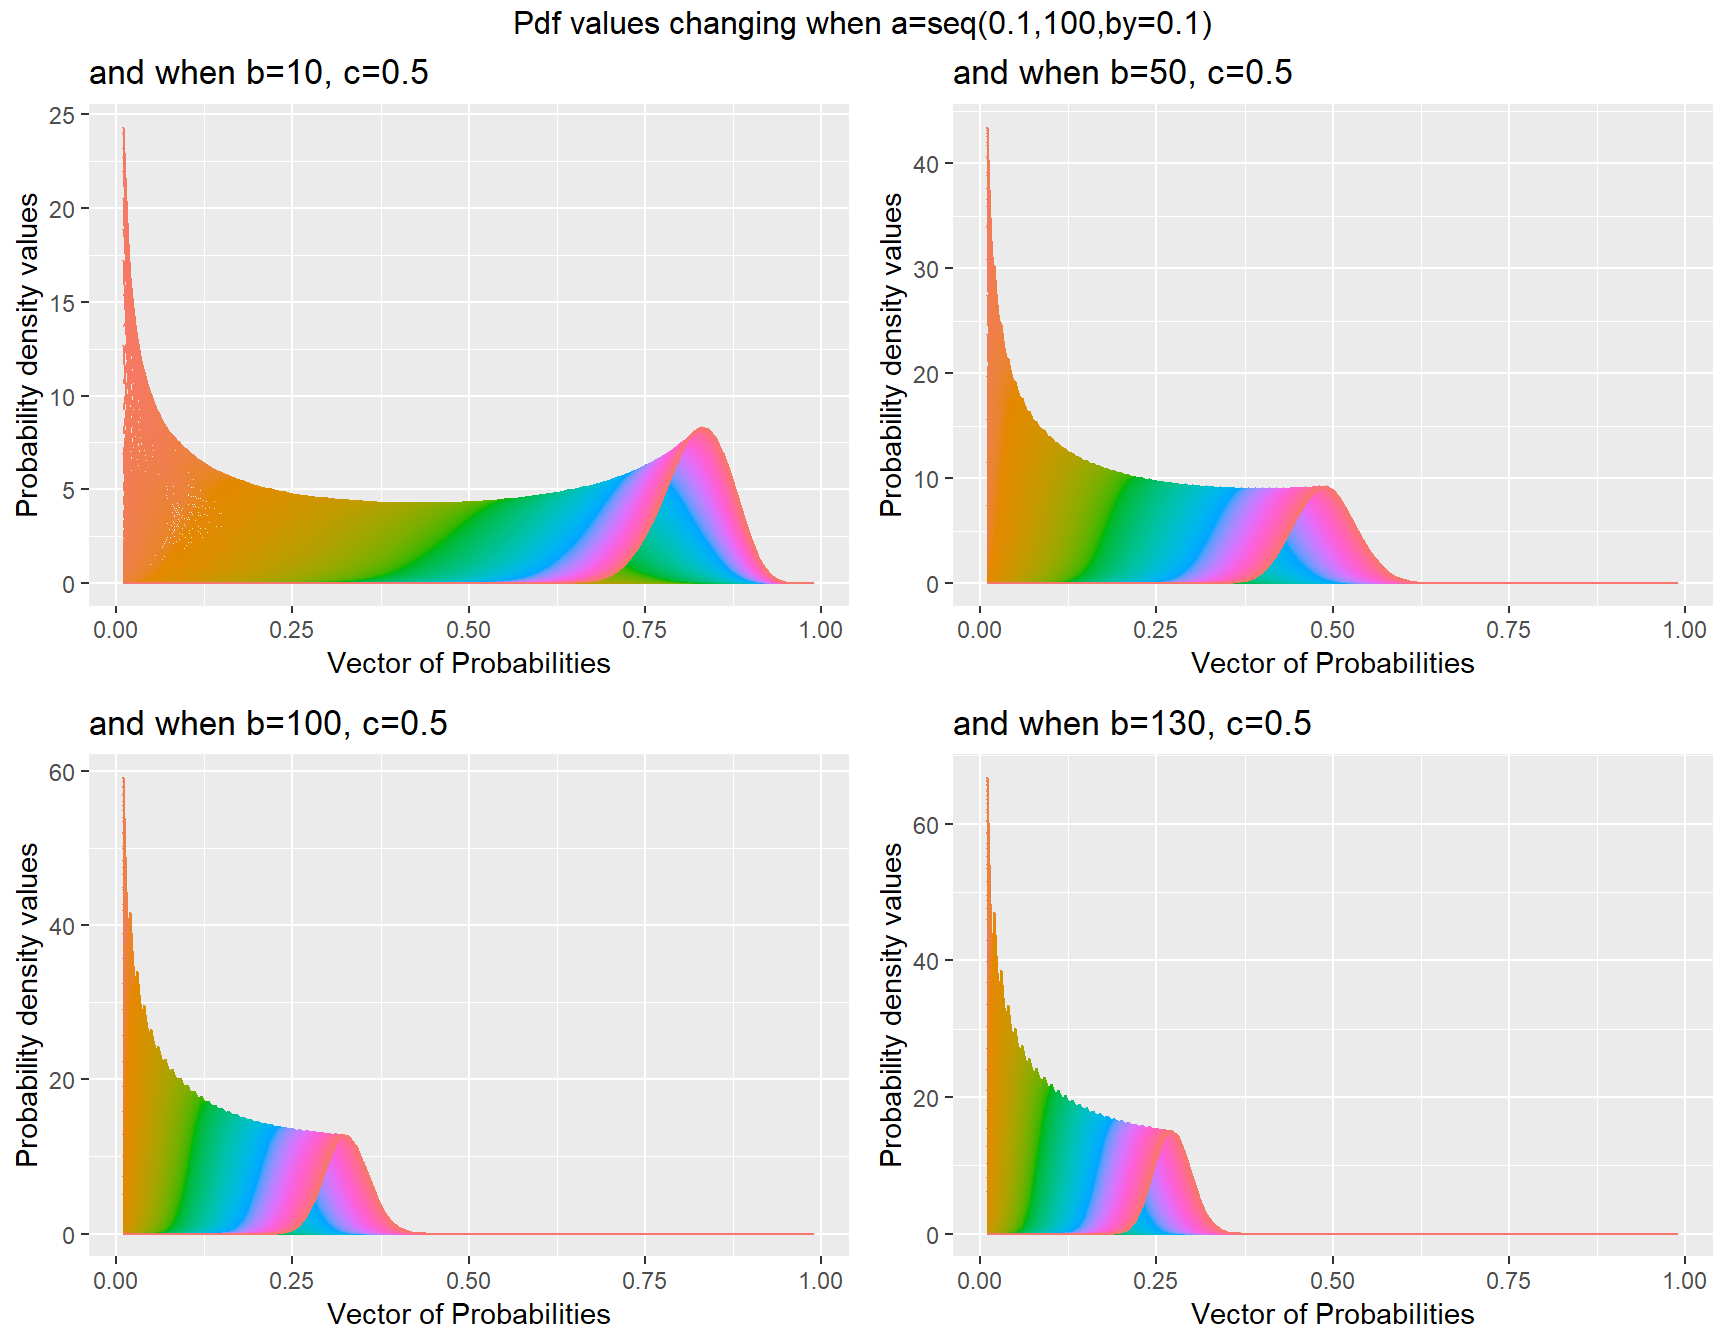 Pdf values changing when a=seq(0.1,100,by=0.1)
and when b=10, c=0.5
Probability density values
25
20
15
10
5
0
0.00 0.25 0.50 0.75 1.00
Vector of Probabilities
and when b=50, c=0.5
Probability density values
40
30
20
10
0
0.00 0.25 0.50 0.75 1.00
Vector of Probabilities
and when b=100, c=0.5
Probability density values
60
40
20
0
0.00 0.25 0.50 0.75 1.00
Vector of Probabilities
and when b=130, c=0.5
Probability density values
60
40
20
0
0.00 0.25 0.50 0.75 1.00
Vector of Probabilities